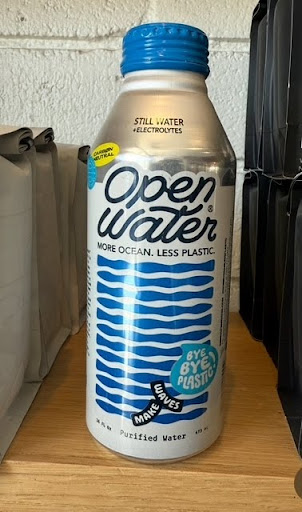 STILL WATER
+ELECTROLYTES
CARBON
NEUTRAL
Open
Water®
MORE OCEAN. LESS PLASTIC.
BYE
BYE!
PLASTIC!
MAKE WAVES
Purified Water